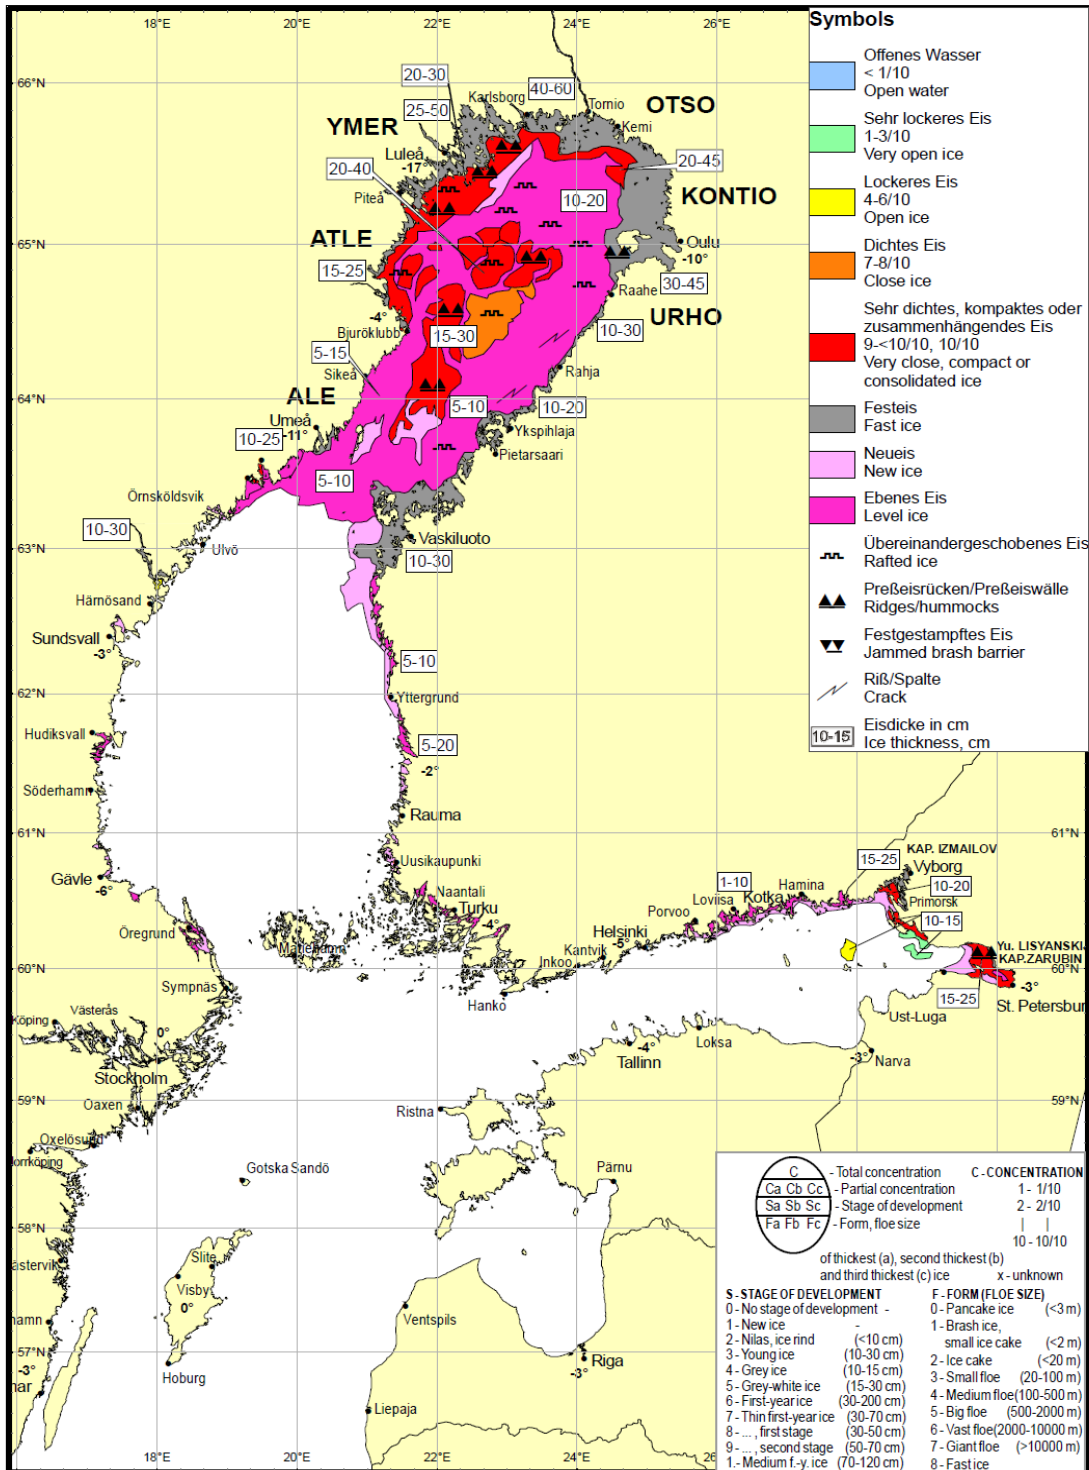 18°E 20°E 22°E 24°E 26°E
66°N
65°N
64°N
63°N
62°N
61°N
60°N
59°N
58°N
57°N
61°N
60°N
59°N
18°E 20°E 22°E 24°E 26°E
20-30
25-50
Karlsborg
40-60
Tornio
OTSO
Kemi
YMER
Luleå
-17°
20-40
Piteå
20-45
10-20
KONTIO
ATLE
Oulu
-10°
15-25
30-45
Raahe
-4°
Bjuröklubb
15-30
URHO
10-30
5-15
Sikeå
Rahja
ALE
5-10
10-20
Umeå
-11°
Ykspihlaja
10-25
Pietarsaari
5-10
Örnsköldsvik
10-30
Ulvö
Vaskiluoto
10-30
Härnösand
Sundsvall
-3°
5-10
Yttergrund
Hudiksvall
5-20
-2°
Söderhamn
Rauma
Uusikaupunki
Gävle
-6°
Naantali
Turku
-4°
Öregrund
Mariehamn
Sympnäs
Hanko
Inkoo
Kantvik
Helsinki
-5°
Porvoo
Loviisa
1-10
Kotka
Hamina
15-25
KAP. IZMAILOV
Vyborg
10-20
Primorsk
10-15
Yu. LISYANSKI
KAP.ZARUBIN
-3°
St. Petersbur
15-25
Ust-Luga
Narva
-3°
Loksa
-4°
Tallinn
Köping
Västerås
0°
Stockholm
Oaxen
Oxelösund
orrköping
Gotska Sandö
Ristna
Pärnu
Slite
Visby
0°
ästervik
Hoburg
Ventspils
Riga
-3°
Liepaja
hamn
-3°
nar
Symbols
Offenes Wasser
< 1/10
Open water
Sehr lockeres Eis
1-3/10
Very open ice
Lockeres Eis
4-6/10
Open ice
Dichtes Eis
7-8/10
Close ice
Sehr dichtes, kompaktes oder
zusammenhängendes Eis
9-<10/10, 10/10
Very close, compact or
consolidated ice
Festeis
Fast ice
Neueis
New ice
Ebenes Eis
Level ice
Übereinandergeschobenes Eis
Rafted ice
Preßeisrücken/Preßeiswälle
Ridges/hummocks
Festgestampftes Eis
Jammed brash barrier
Riß/Spalte
Crack
10-15 Eisdicke in cm
Ice thickness, cm
C - Total concentration C - CONCENTRATION
Ca Cb Cc - Partial concentration 1 - 1/10
Sa Sb Sc - Stage of development 2 - 2/10
Fa Fb Fc - Form, floe size | |
10 - 10/10
of thickest (a), second thickest (b)
and third thickest (c) ice x - unknown
S - STAGE OF DEVELOPMENT
0 - No stage of development -
1 - New ice -
2 - Nilas, ice rind (<10 cm)
3 - Young ice (10-30 cm)
4 - Grey ice (10-15 cm)
5 - Grey-white ice (15-30 cm)
6 - First-year ice (30-200 cm)
7 - Thin first-year ice (30-70 cm)
8 - ... , first stage (30-50 cm)
9 - ... , second stage (50-70 cm)
1.- Medium f.-y. ice (70-120 cm)
F - FORM (FLOE SIZE)
0 - Pancake ice (<3 m)
1 - Brash ice,
small ice cake (<2 m)
2 - Ice cake (<20 m)
3 - Small floe (20-100 m)
4 - Medium floe (100-500 m)
5 - Big floe (500-2000 m)
6 - Vast floe (2000-10000 m)
7 - Giant floe (>10000 m)
8 - Fast ice